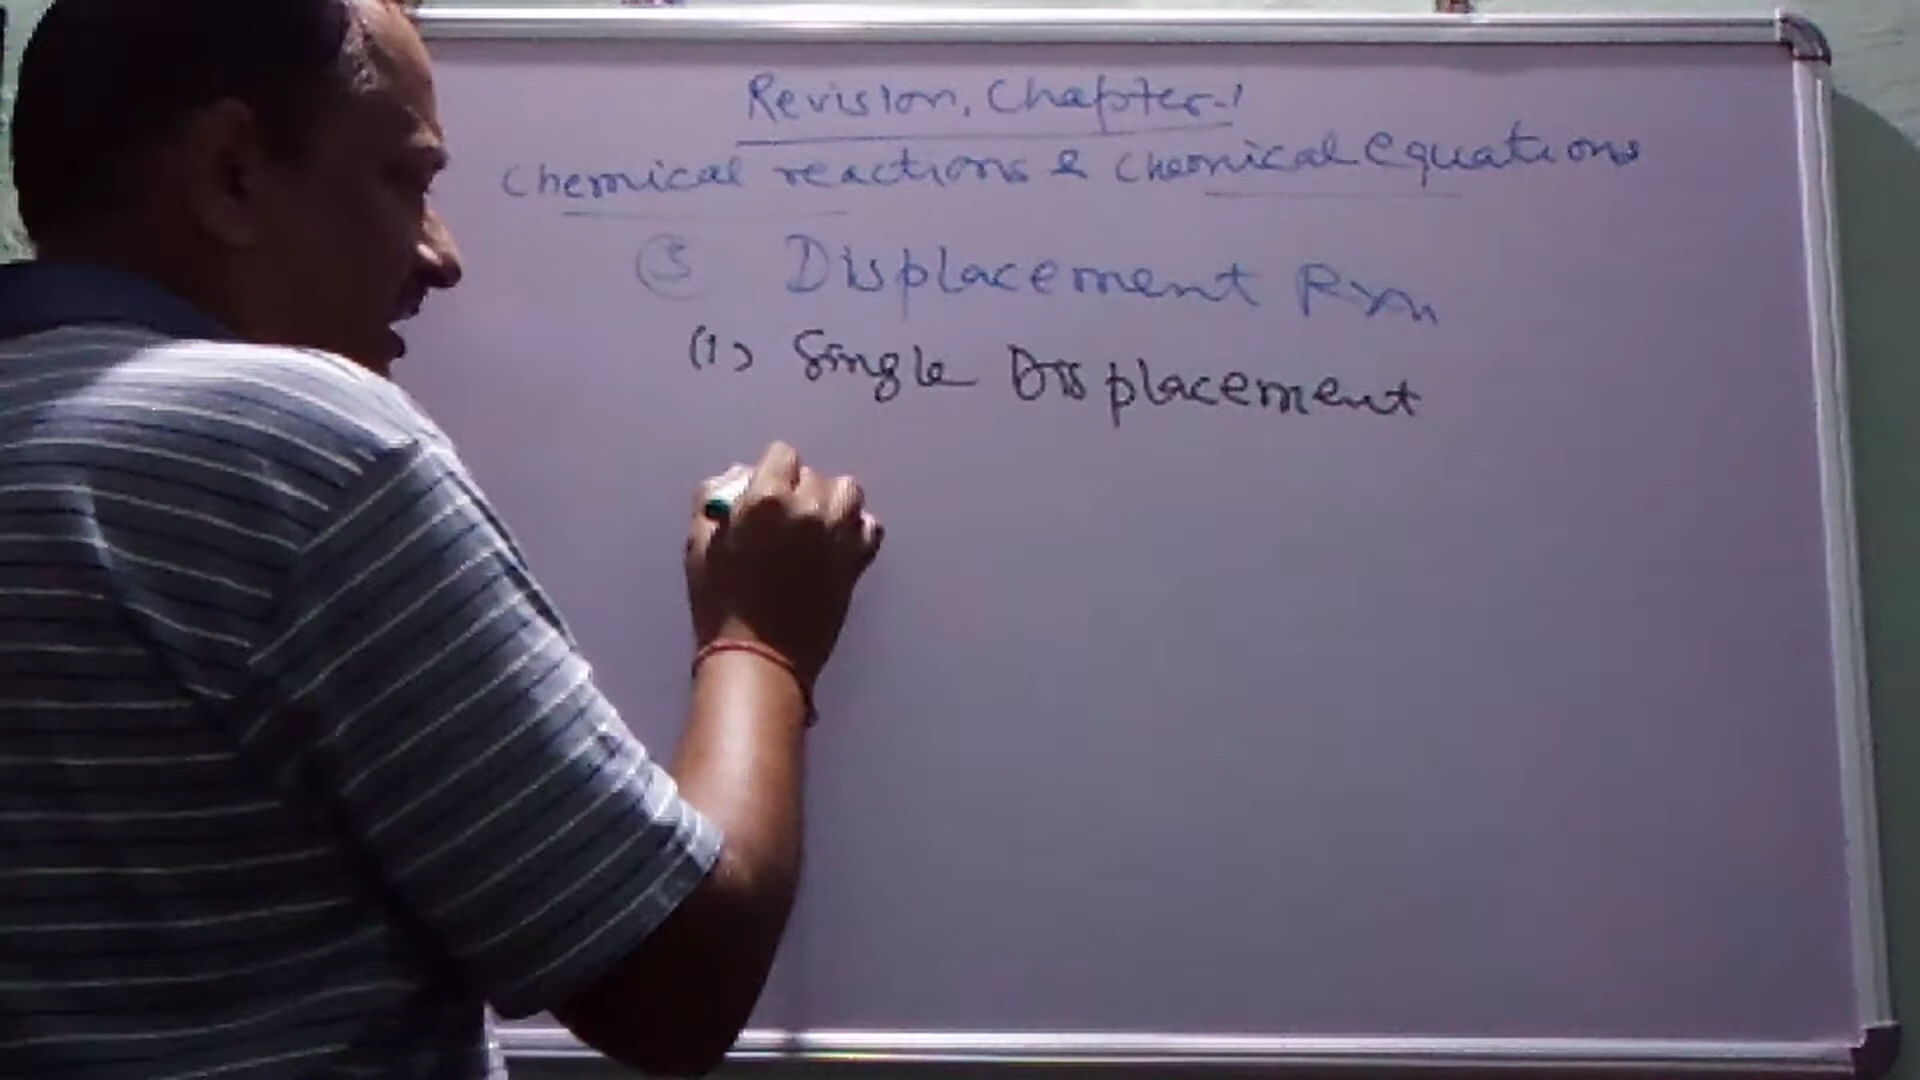 Revision, Chapter-1
Chemical reactions & Chemical equations
③ Displacement Rxn
(1) Single Displacement